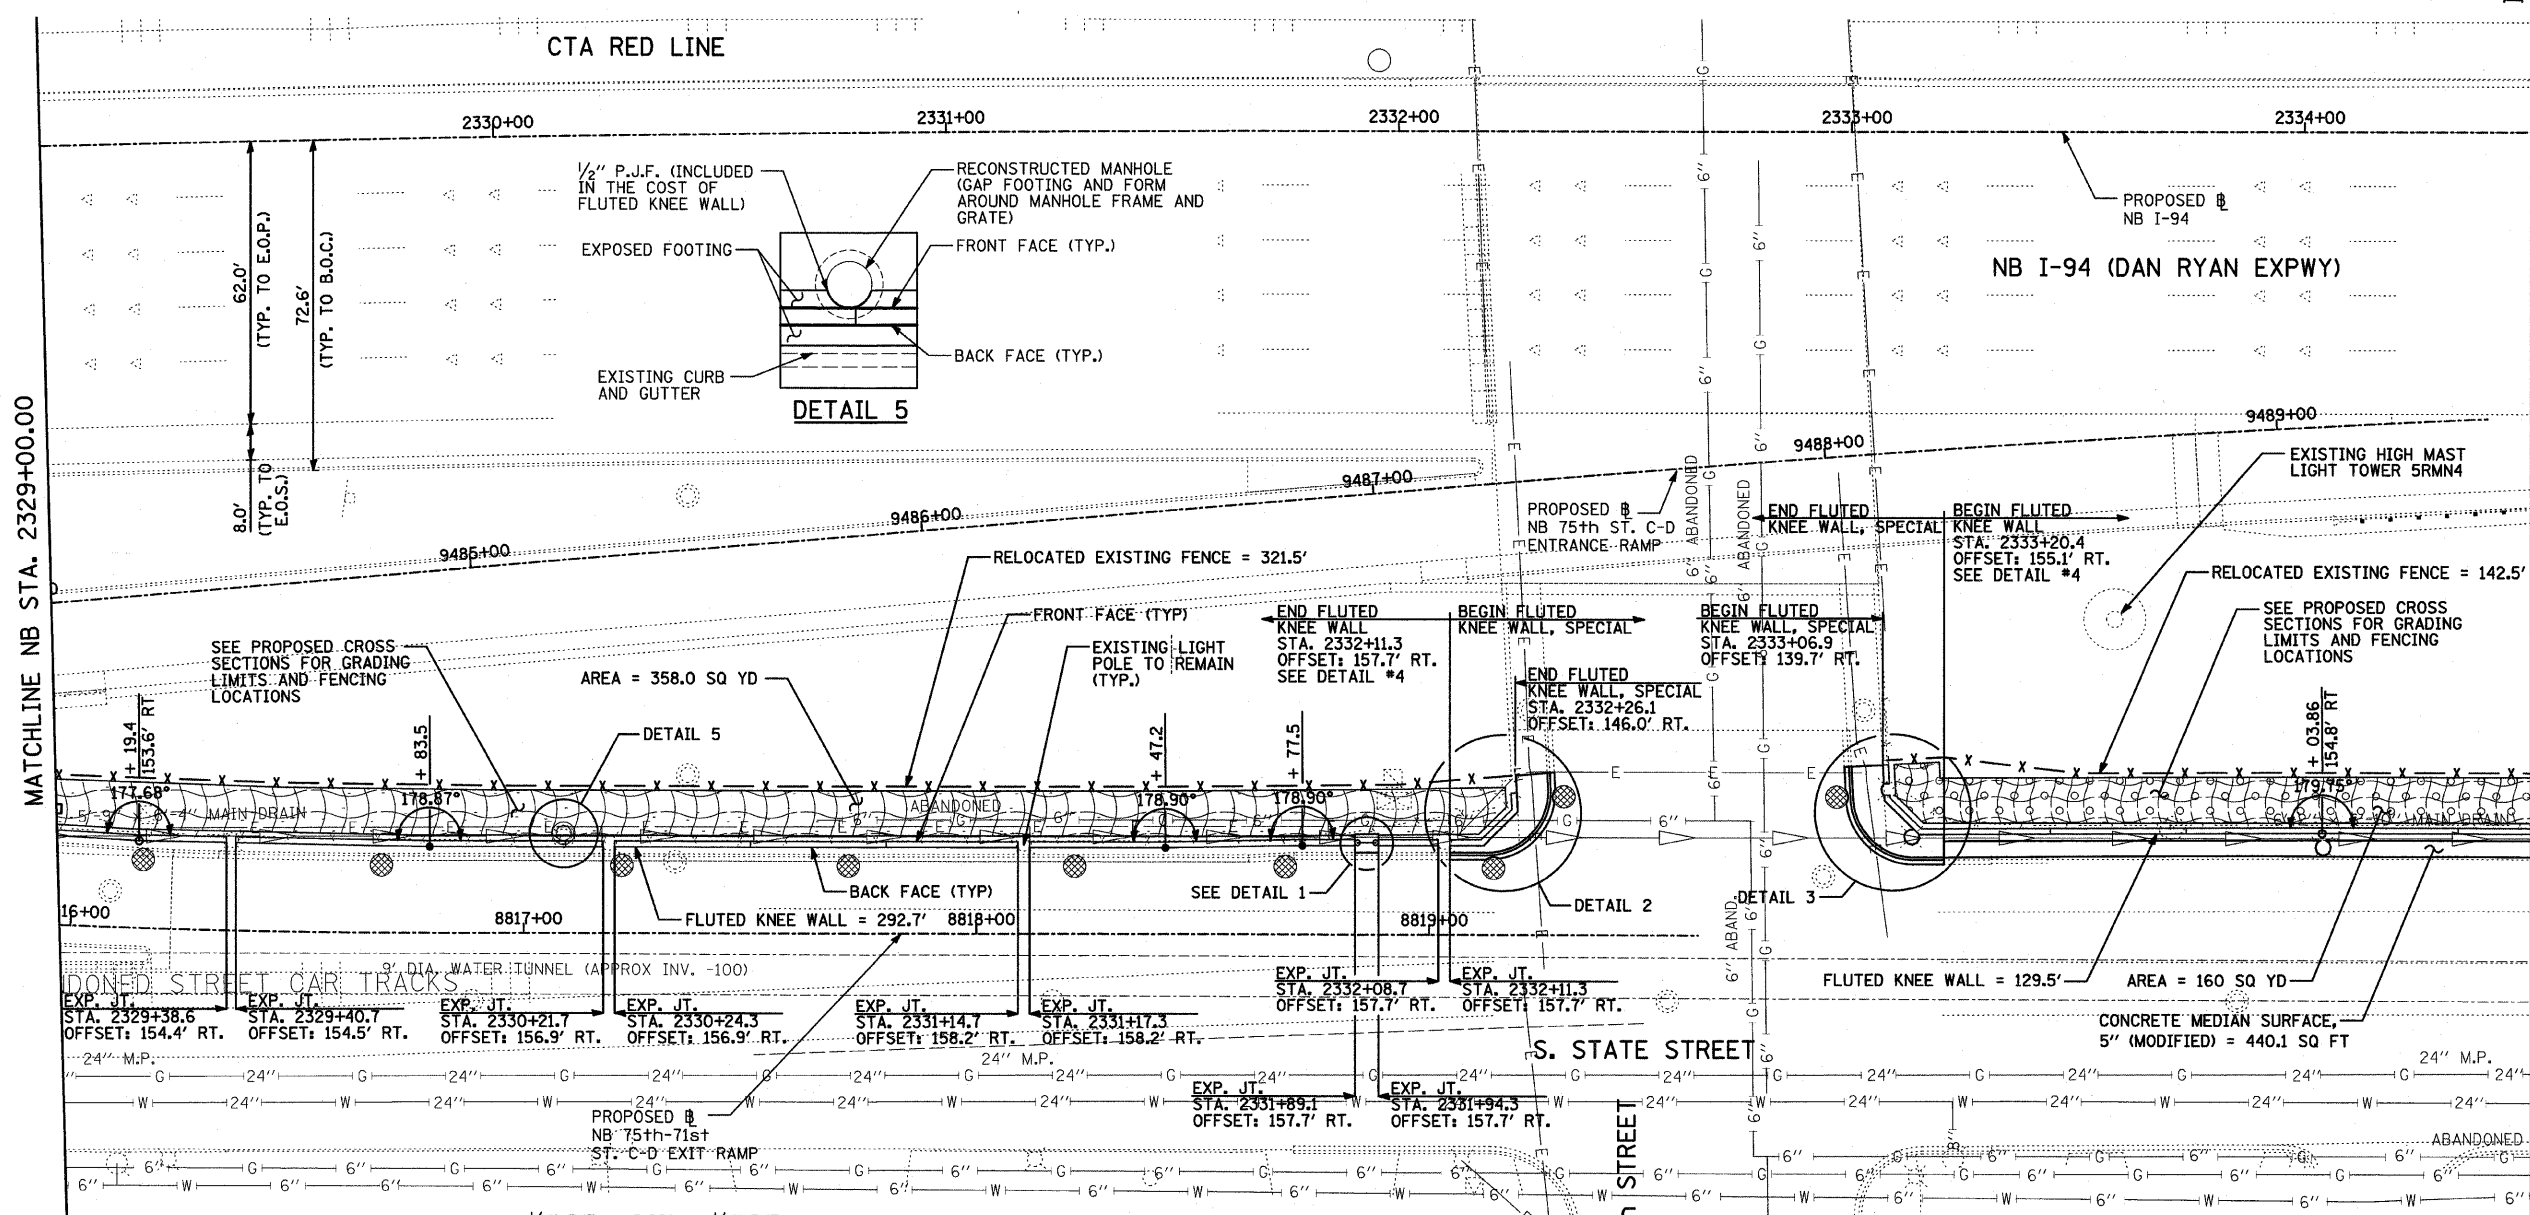 CTA RED LINE
2330+00
2331+00
2332+00
2333+00
2334+00
MATCHLINE NB STA. 2329+00.00
62.0'
(TYP. TO E.O.P.)
72.6'
(TYP. TO B.O.C.)
8.0'
(TYP. TO
E.O.S.)
1/2" P.J.F. (INCLUDED
IN THE COST OF
FLUTED KNEE WALL)
EXPOSED FOOTING
EXISTING CURB
AND GUTTER
RECONSTRUCTED MANHOLE
(GAP FOOTING AND FORM
AROUND MANHOLE FRAME AND
GRATE)
FRONT FACE (TYP.)
BACK FACE (TYP.)
DETAIL 5
PROPOSED ℄
NB I-94
NB I-94 (DAN RYAN EXPWY)
9485+00
9486+00
9487+00
9488+00
9489+00
EXISTING HIGH MAST
LIGHT TOWER 5RMN4
PROPOSED ℄
NB 75th ST. C-D
ENTRANCE RAMP
6" ABANDONED
6" ABANDONED
END FLUTED
KNEE WALL, SPECIAL
BEGIN FLUTED
KNEE WALL
STA. 2333+20.4
OFFSET: 155.1' RT.
SEE DETAIL #4
RELOCATED EXISTING FENCE = 321.5'
RELOCATED EXISTING FENCE = 142.5'
FRONT FACE (TYP)
EXISTING LIGHT
POLE TO REMAIN
(TYP.)
END FLUTED
KNEE WALL
STA. 2332+11.3
OFFSET: 157.7' RT.
SEE DETAIL #4
BEGIN FLUTED
KNEE WALL, SPECIAL
BEGIN FLUTED
KNEE WALL, SPECIAL
STA. 2333+06.9
OFFSET: 139.7' RT.
SEE PROPOSED CROSS
SECTIONS FOR GRADING
LIMITS AND FENCING
LOCATIONS
SEE PROPOSED CROSS
SECTIONS FOR GRADING
LIMITS AND FENCING
LOCATIONS
AREA = 358.0 SQ YD
END FLUTED
KNEE WALL, SPECIAL
STA. 2332+26.1
OFFSET: 146.0' RT.
DETAIL 5
+ 19.4
153.6' RT
+ 83.5
+ 47.2
+ 77.5
+ 03.86
154.8' RT
177.68°
178.87°
178.90°
178.90°
179.75°
MAIN DRAIN
ABANDONED
MAIN DRAIN
BACK FACE (TYP)
SEE DETAIL 1
DETAIL 2
DETAIL 3
16+00
8817+00
8818+00
8819+00
FLUTED KNEE WALL = 292.7'
6" ABAND.
9' DIA. WATER TUNNEL (APPROX INV. -100)
DONED STREET CAR TRACKS
FLUTED KNEE WALL = 129.5'
AREA = 160 SQ YD
CONCRETE MEDIAN SURFACE,
5" (MODIFIED) = 440.1 SQ FT
EXP. JT.
STA. 2329+38.6
OFFSET: 154.4' RT.
EXP. JT.
STA. 2329+40.7
OFFSET: 154.5' RT.
EXP. JT.
STA. 2330+21.7
OFFSET: 156.9' RT.
EXP. JT.
STA. 2330+24.3
OFFSET: 156.9' RT.
EXP. JT.
STA. 2331+14.7
OFFSET: 158.2' RT.
EXP. JT.
STA. 2331+17.3
OFFSET: 158.2' RT.
EXP. JT.
STA. 2332+08.7
OFFSET: 157.7' RT.
EXP. JT.
STA. 2332+11.3
OFFSET: 157.7' RT.
S. STATE STREET
24" M.P.
24" M.P.
24" M.P.
EXP. JT.
STA. 2331+89.1
OFFSET: 157.7' RT.
EXP. JT.
STA. 2331+94.3
OFFSET: 157.7' RT.
PROPOSED ℄
NB 75th-71st
ST. C-D EXIT RAMP
STREET
ABANDONED